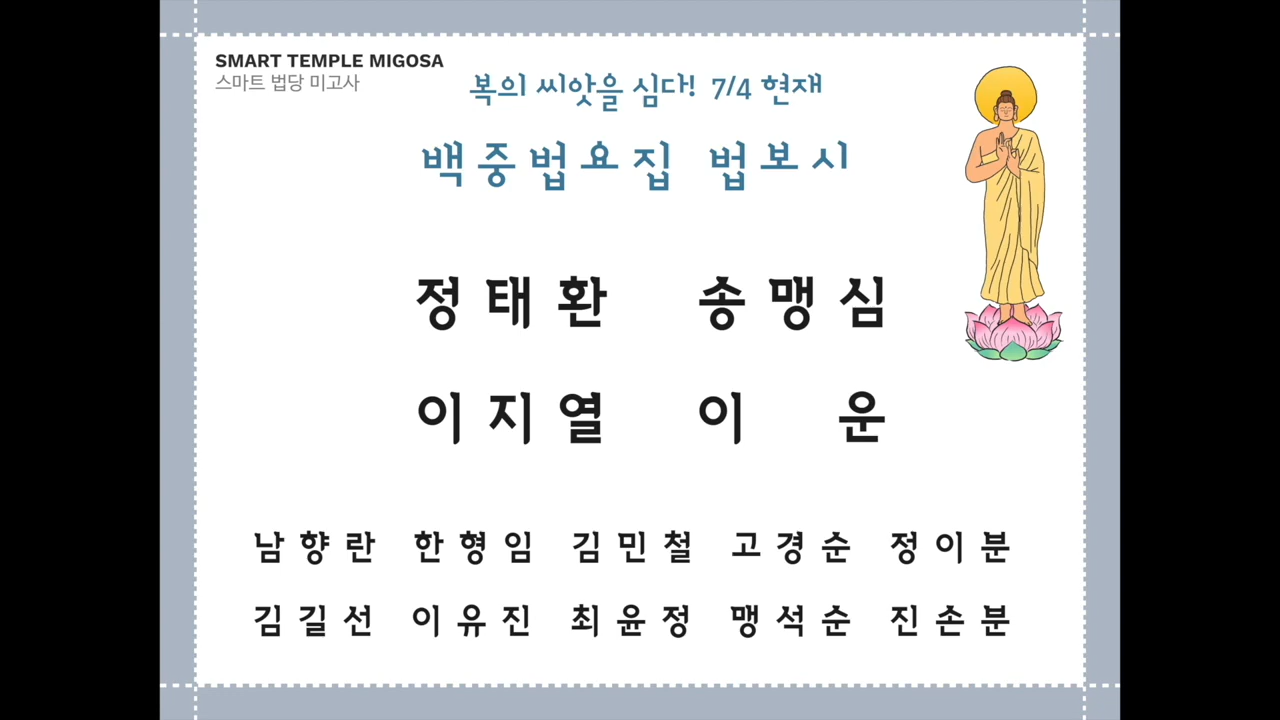 SMART TEMPLE MIGOSA
스마트 법당 미고사
복의 씨앗을 심다! 7/4 현재
백중법요집 법보시
정태환 송맹심
이지열 이 운
남향란 한형임 김민철 고경순 정이분
김길선 이유진 최윤정 맹석순 진손분